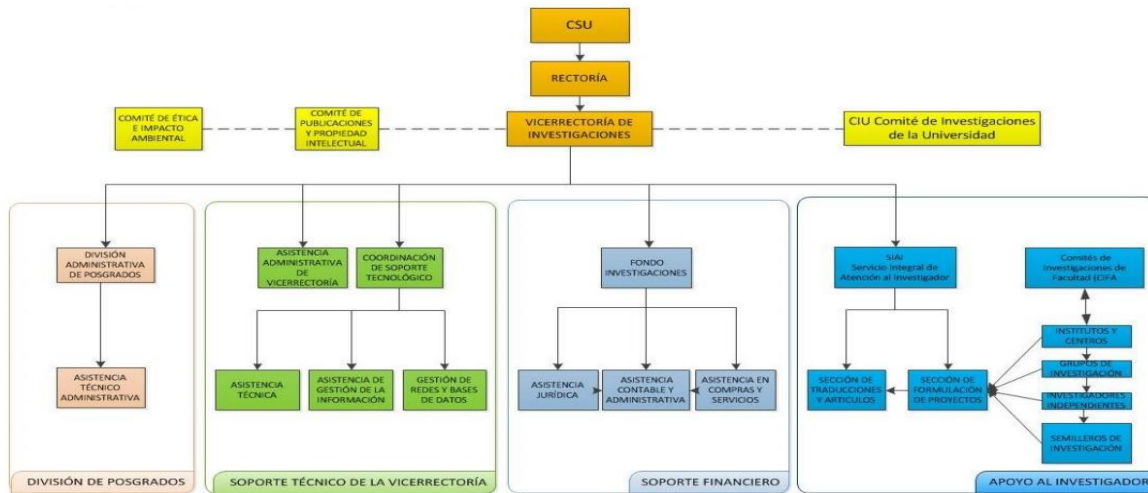 CSU
RECTORÍA
COMITÉ DE ÉTICA
E IMPACTO
AMBIENTAL
COMITÉ DE
PUBLICACIONES
Y PROPIEDAD
INTELECTUAL
VICERRECTORÍA DE
INVESTIGACIONES
CIU Comité de Investigaciones
de la Universidad
DIVISIÓN
ADMINISTRATIVA
DE POSGRADOS
ASISTENCIA
TÉCNICO
ADMINISTRATIVA
DIVISIÓN DE POSGRADOS
ASISTENCIA
ADMINISTRATIVA
DE
VICERRECTORÍA
COORDINACIÓN
DE SOPORTE
TECNOLÓGICO
ASISTENCIA
TÉCNICA
ASISTENCIA DE
GESTIÓN DE LA
INFORMACIÓN
GESTIÓN DE
REDES Y BASES
DE DATOS
SOPORTE TÉCNICO DE LA VICERRECTORÍA
FONDO
INVESTIGACIONES
ASISTENCIA
JURÍDICA
ASISTENCIA
CONTABLE Y
ADMINISTRATIVA
ASISTENCIA EN
COMPRAS Y
SERVICIOS
SOPORTE FINANCIERO
SIAI
Servicio Integral de
Atención al Investigador
Comités de
Investigaciones de
Facultad (CIFA
INSTITUTOS Y
CENTROS
GRUPOS DE
INVESTIGACIÓN
INVESTIGADORES
INDEPENDIENTES
SEMILLEROS DE
INVESTIGACIÓN
SECCIÓN DE
TRADUCCIONES
Y ARTICULOS
SECCIÓN DE
FORMULACIÓN
DE PROYECTOS
APOYO AL INVESTIGADOR